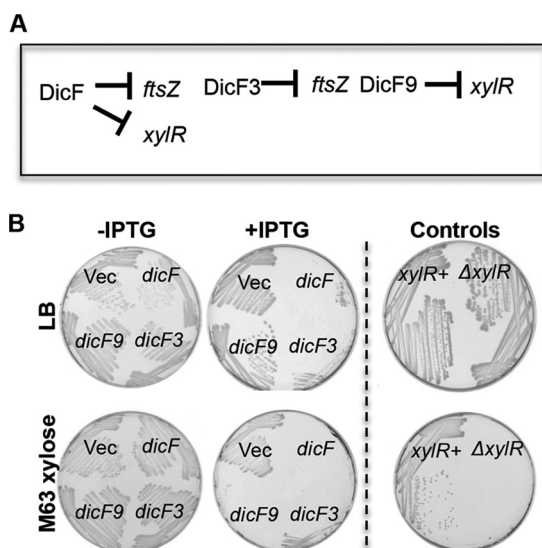 A
DicF ftsZ DicF3 ftsZ DicF9 xylR
xylR
B -IPTG +IPTG Controls
LB
Vec dicF Vec dicF xylR+ ΔxylR
dicF9 dicF3 dicF9 dicF3
M63 xylose
Vec dicF Vec dicF xylR+ ΔxylR
dicF9 dicF3 dicF9 dicF3